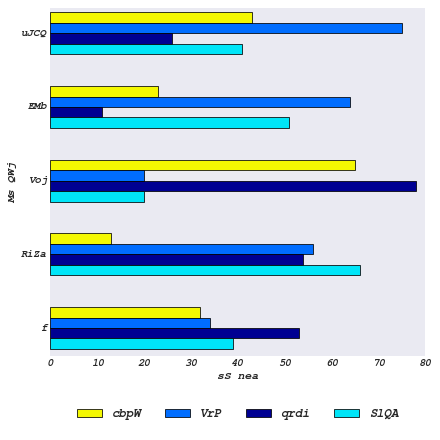 uJCQ
EMb
Voj
RiZa
f
Ms QWj
0 10 20 30 40 50 60 70 80
sS nea
cbpW VrP qrdi SlQA